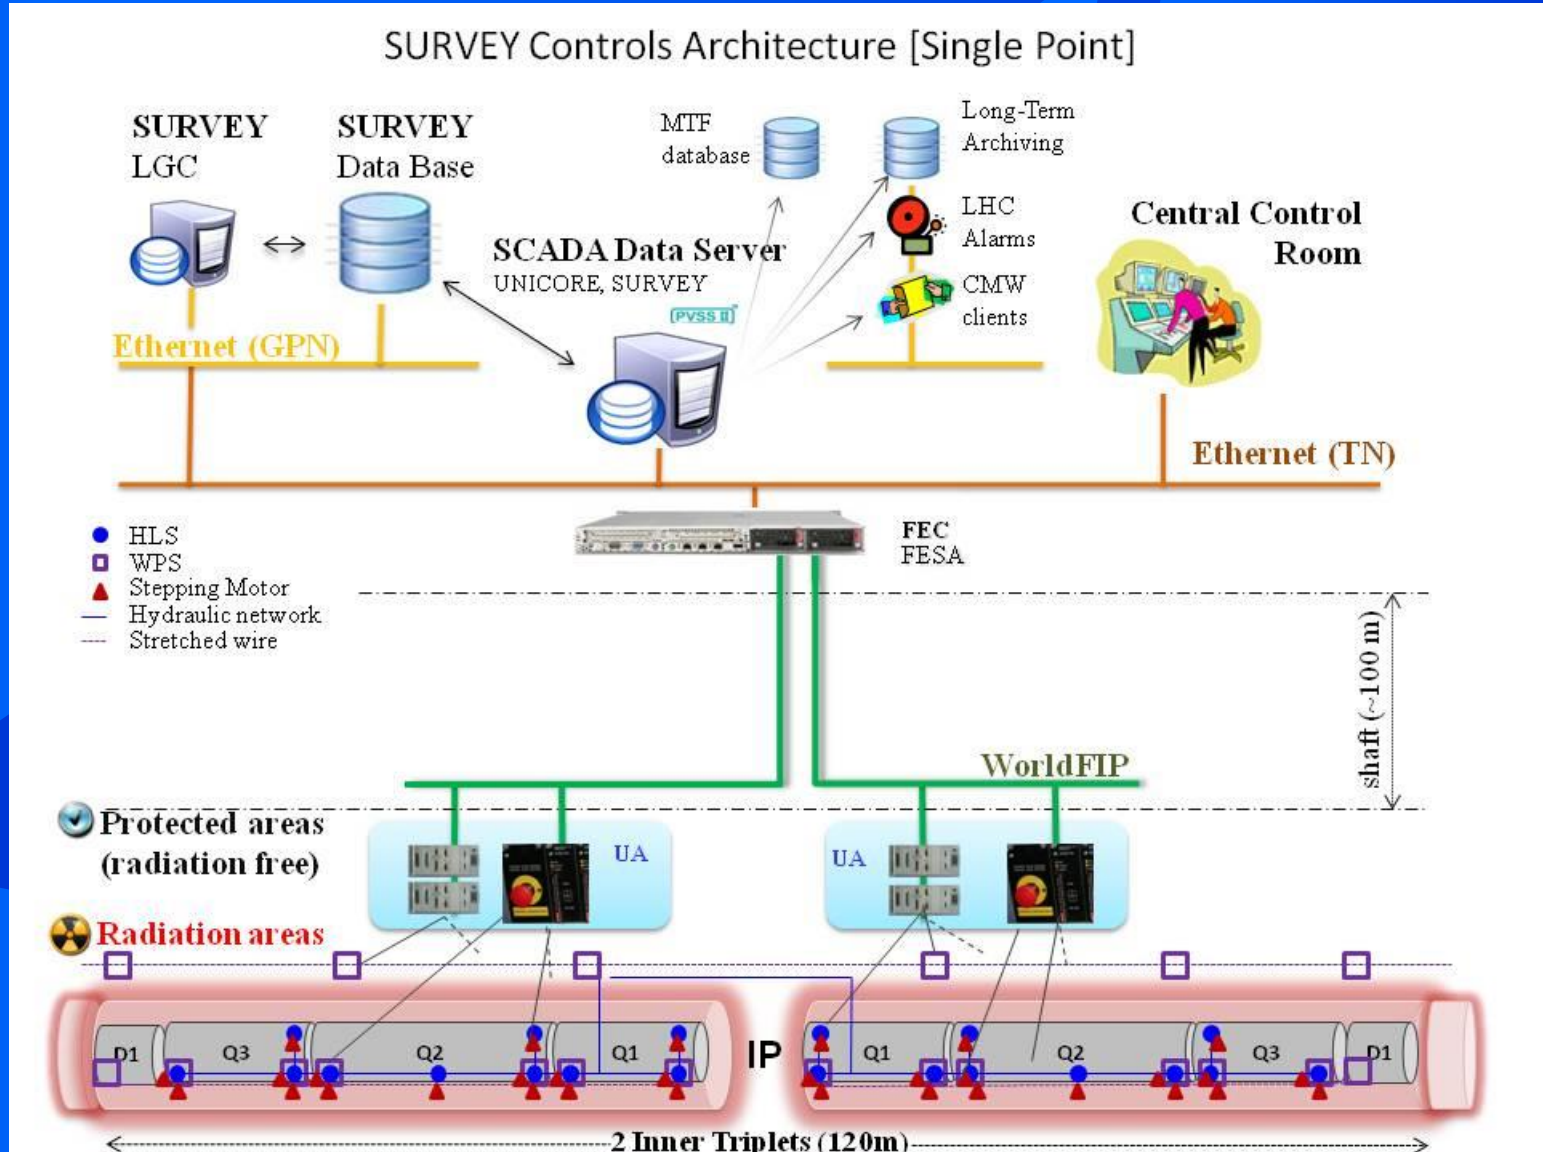 SURVEY Controls Architecture [Single Point]
SURVEY
LGC
SURVEY
Data Base
MTF
database
Long-Term
Archiving
LHC
Alarms
CMW
clients
Central Control
Room
SCADA Data Server
UNICORE, SURVEY
PVSS II
Ethernet (GPN)
Ethernet (TN)
FEC
FESA
HLS
WPS
Stepping Motor
Hydraulic network
Stretched wire
shaft (~100 m)
WorldFIP
Protected areas
(radiation free)
UA
UA
Radiation areas
D1
Q3
Q2
Q1
IP
Q1
Q2
Q3
D1
2 Inner Triplets (120m)